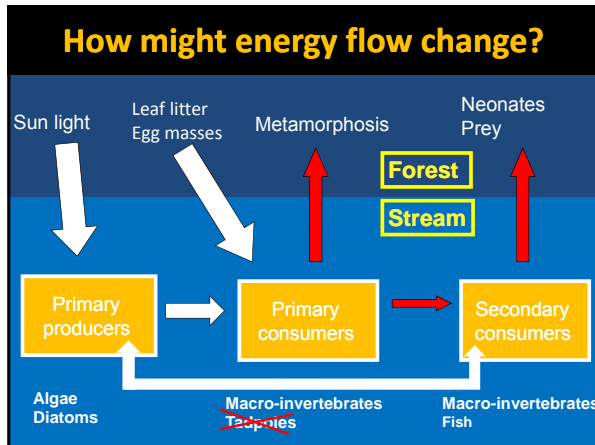 How might energy flow change?
Sun light
Leaf litter
Egg masses
Metamorphosis
Neonates
Prey
Forest
Stream
Primary
producers
Primary
consumers
Secondary
consumers
Algae
Diatoms
Macro-invertebrates
Tadpoles
Macro-invertebrates
Fish